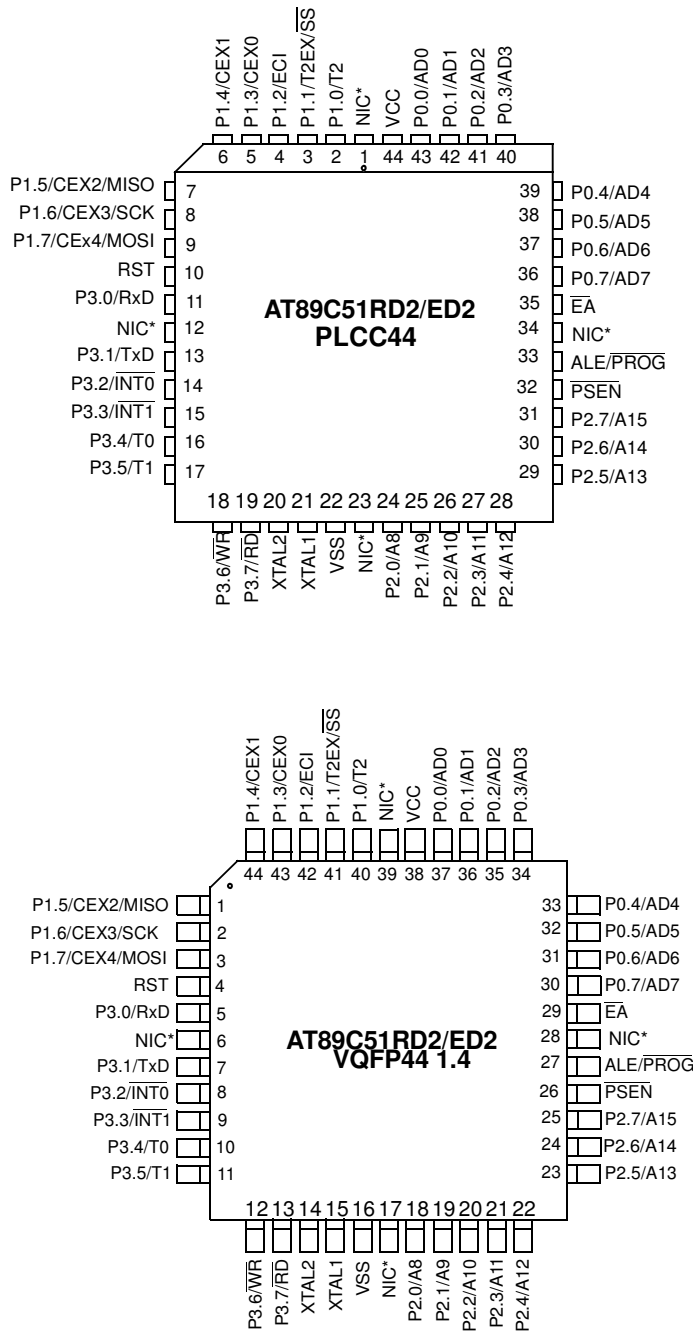 P1.4/CEX1
P1.3/CEX0
P1.2/ECI
P1.1/T2EX/S̅S̅
P1.0/T2
NIC*
VCC
P0.0/AD0
P0.1/AD1
P0.2/AD2
P0.3/AD3
6 5 4 3 2 1 44 43 42 41 40
P1.5/CEX2/MISO 7
P1.6/CEX3/SCK 8
P1.7/CEx4/MOSI 9
RST 10
P3.0/RxD 11
NIC* 12
P3.1/TxD 13
P3.2/I̅N̅T̅0̅ 14
P3.3/I̅N̅T̅1̅ 15
P3.4/T0 16
P3.5/T1 17
AT89C51RD2/ED2
PLCC44
39 P0.4/AD4
38 P0.5/AD5
37 P0.6/AD6
36 P0.7/AD7
35 E̅A̅
34 NIC*
33 ALE/P̅R̅O̅G̅
32 P̅S̅E̅N̅
31 P2.7/A15
30 P2.6/A14
29 P2.5/A13
18 19 20 21 22 23 24 25 26 27 28
P3.6/W̅R̅
P3.7/R̅D̅
XTAL2
XTAL1
VSS
NIC*
P2.0/A8
P2.1/A9
P2.2/A10
P2.3/A11
P2.4/A12
P1.4/CEX1
P1.3/CEX0
P1.2/ECI
P1.1/T2EX/S̅S̅
P1.0/T2
NIC*
VCC
P0.0/AD0
P0.1/AD1
P0.2/AD2
P0.3/AD3
44 43 42 41 40 39 38 37 36 35 34
P1.5/CEX2/MISO 1
P1.6/CEX3/SCK 2
P1.7/CEX4/MOSI 3
RST 4
P3.0/RxD 5
NIC* 6
P3.1/TxD 7
P3.2/I̅N̅T̅0̅ 8
P3.3/I̅N̅T̅1̅ 9
P3.4/T0 10
P3.5/T1 11
AT89C51RD2/ED2
VQFP44 1.4
33 P0.4/AD4
32 P0.5/AD5
31 P0.6/AD6
30 P0.7/AD7
29 E̅A̅
28 NIC*
27 ALE/P̅R̅O̅G̅
26 P̅S̅E̅N̅
25 P2.7/A15
24 P2.6/A14
23 P2.5/A13
12 13 14 15 16 17 18 19 20 21 22
P3.6/W̅R̅
P3.7/R̅D̅
XTAL2
XTAL1
VSS
NIC*
P2.0/A8
P2.1/A9
P2.2/A10
P2.3/A11
P2.4/A12